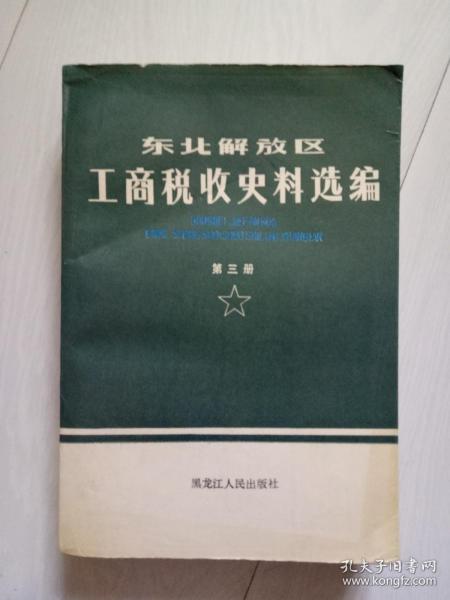 东北解放区
工商税收史料选编
第三册
黑龙江人民出版社
孔夫子旧书网
www.kongfz.com